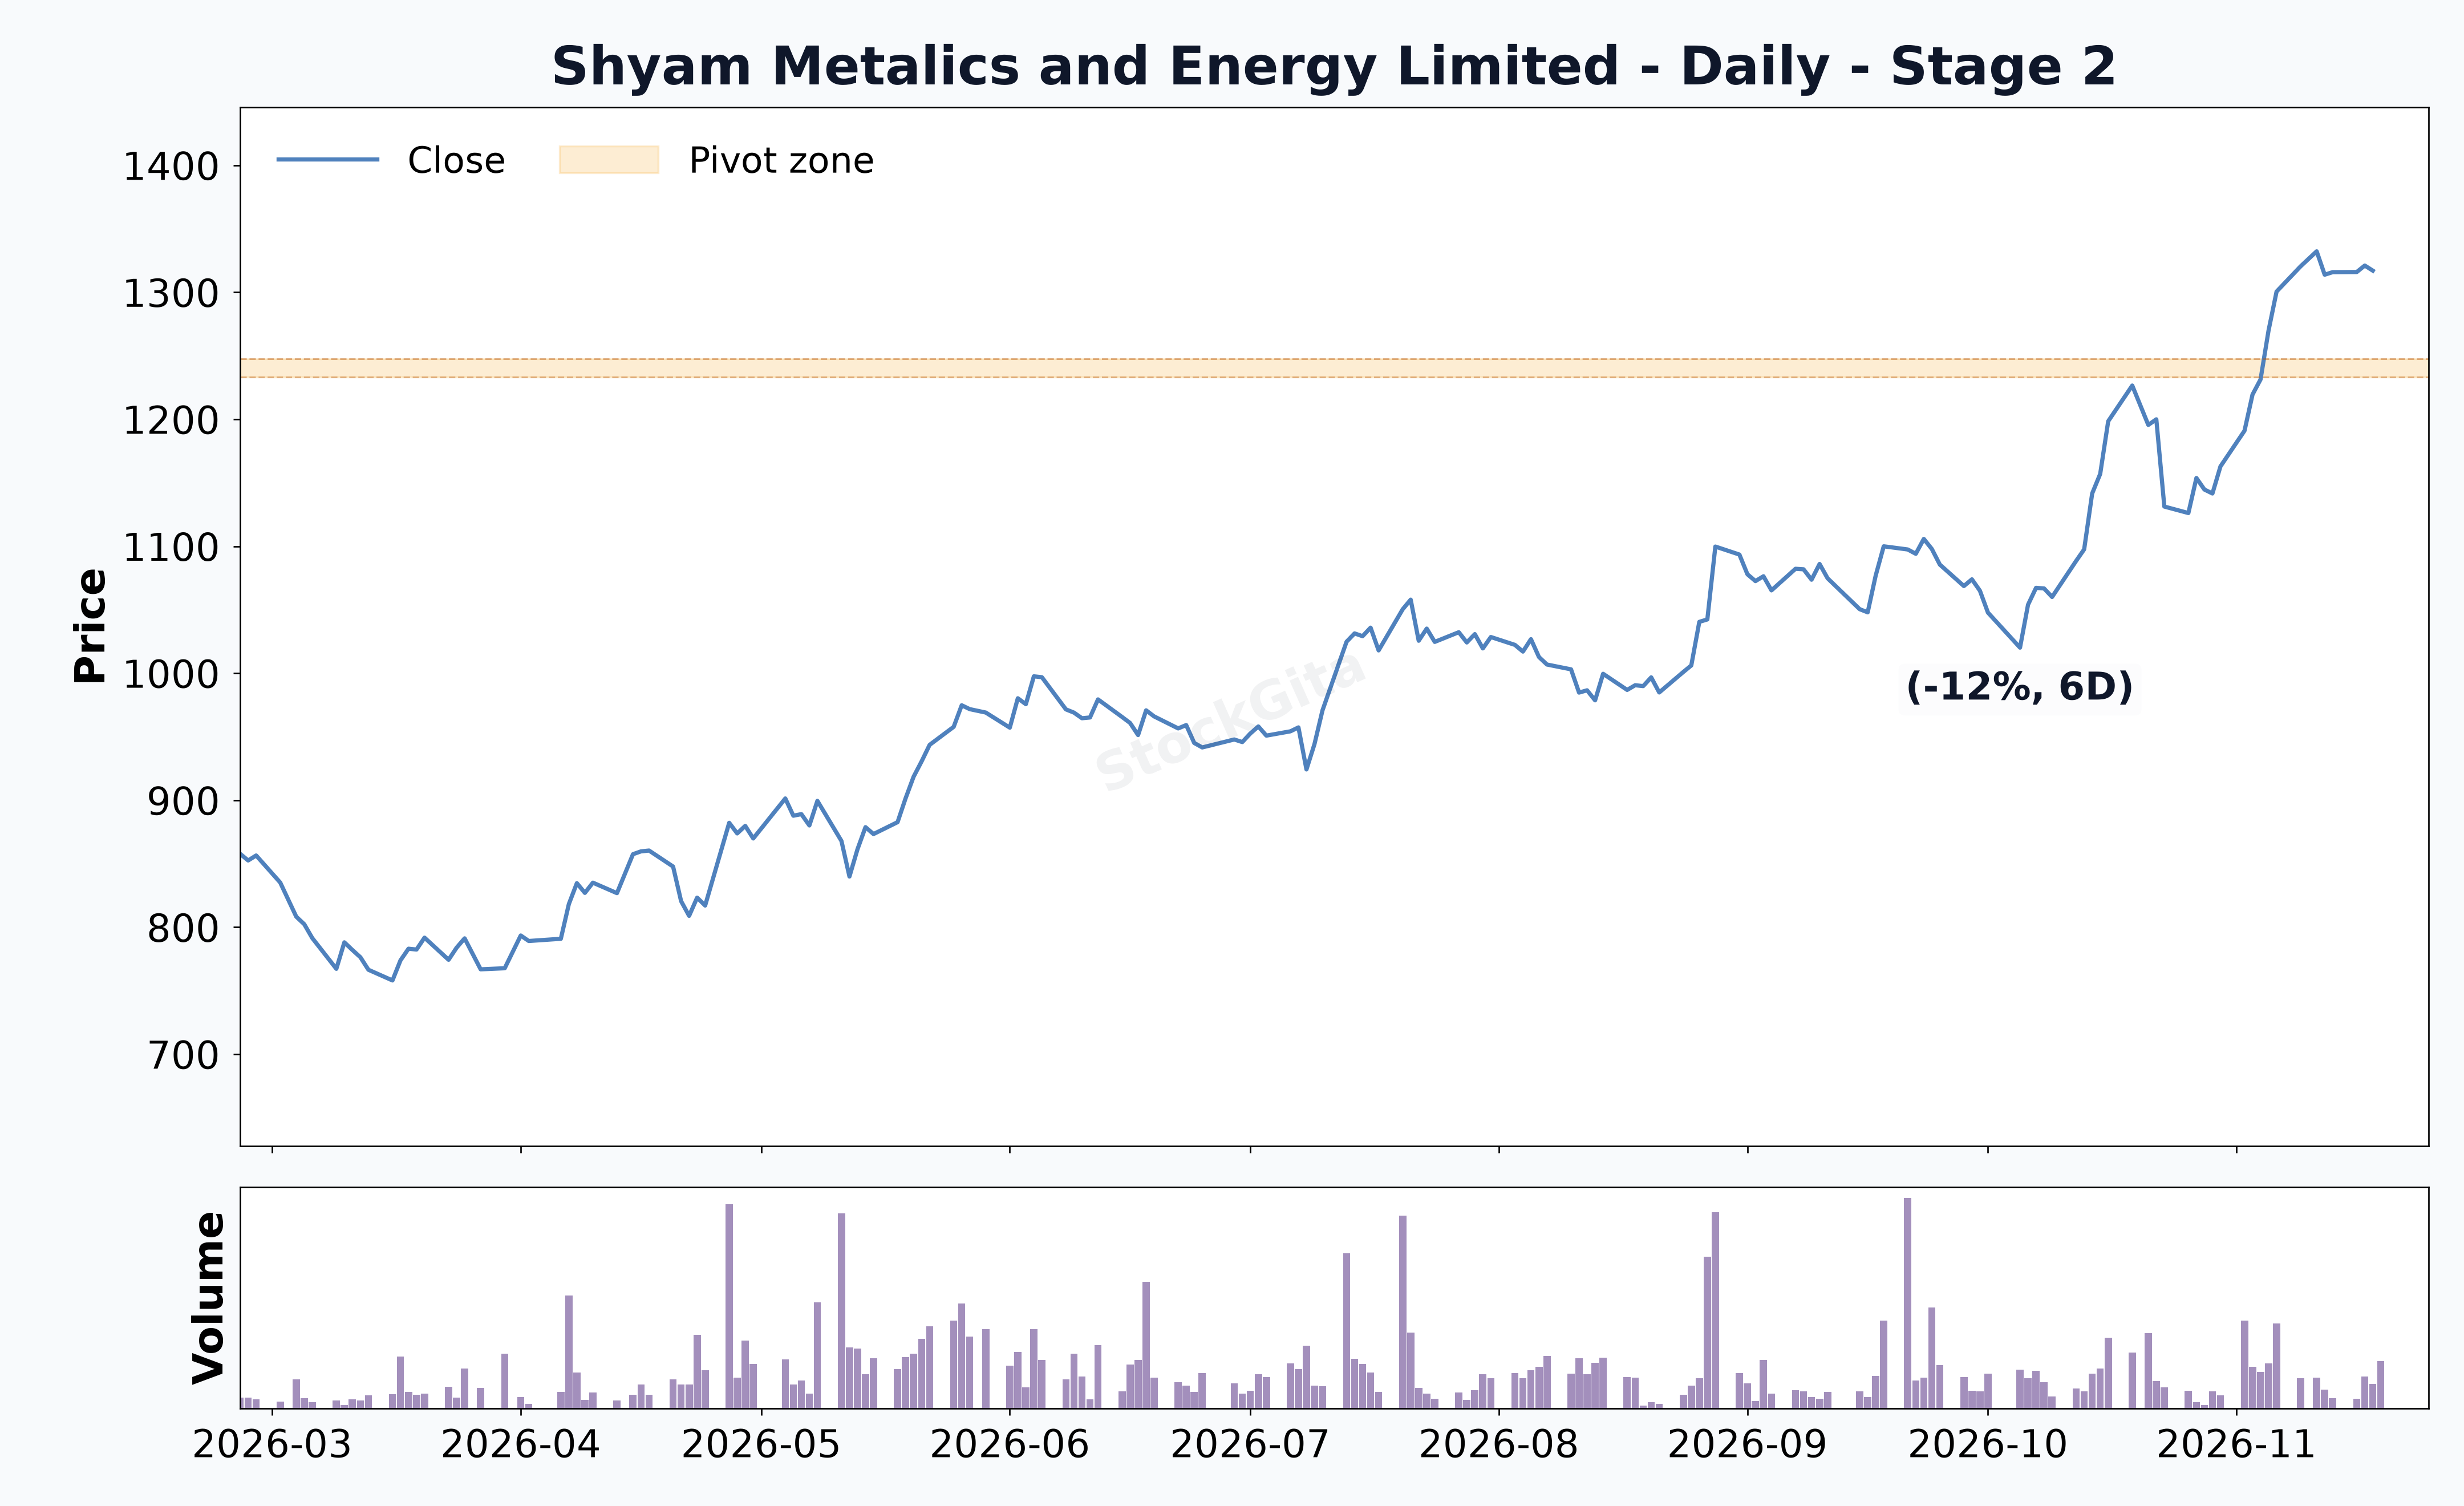 Shyam Metalics and Energy Limited - Daily - Stage 2
Close
Pivot zone
1400
1300
1200
1100
1000
900
800
700
Price
StockGita
(-12%, 6D)
Volume
2026-03
2026-04
2026-05
2026-06
2026-07
2026-08
2026-09
2026-10
2026-11